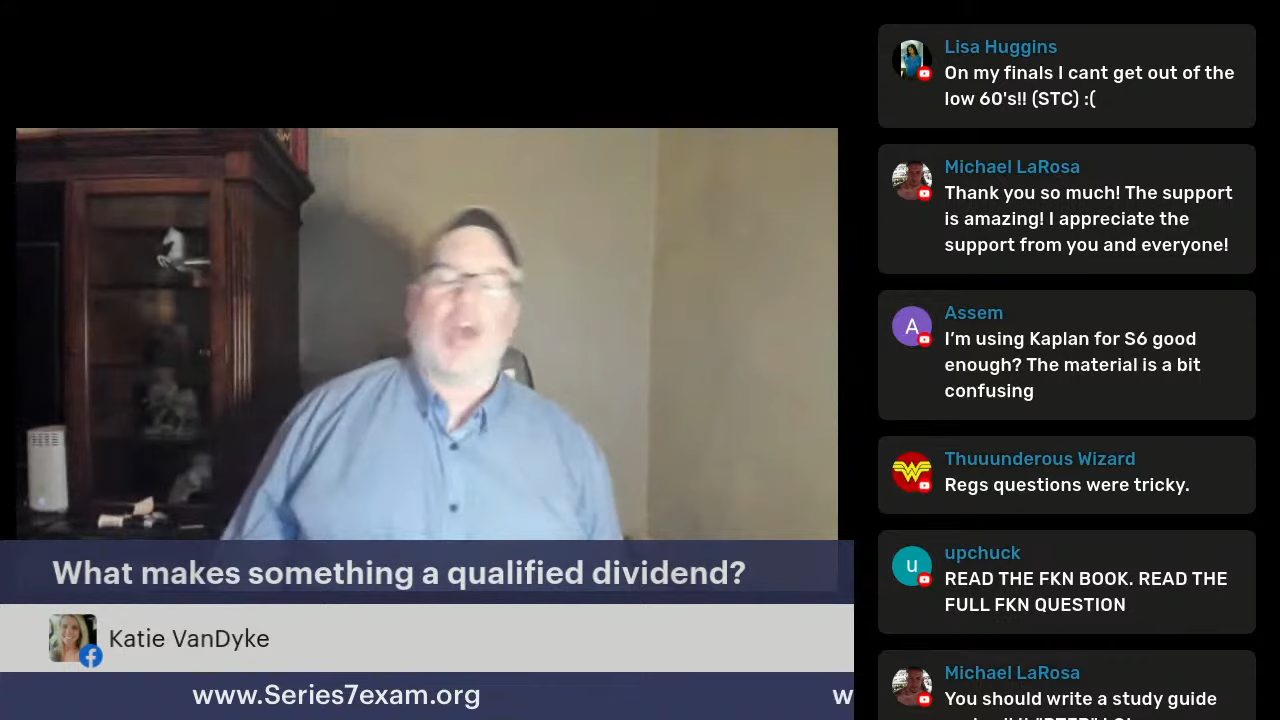 Lisa Huggins
On my finals I cant get out of the
low 60's!! (STC) :(
Michael LaRosa
Thank you so much! The support
is amazing! I appreciate the
support from you and everyone!
A
Assem
I'm using Kaplan for S6 good
enough? The material is a bit
confusing
Thuuunderous Wizard
Regs questions were tricky.
u
upchuck
READ THE FKN BOOK. READ THE
FULL FKN QUESTION
Michael LaRosa
You should write a study guide
What makes something a qualified dividend?
Katie VanDyke
www.Series7exam.org
w